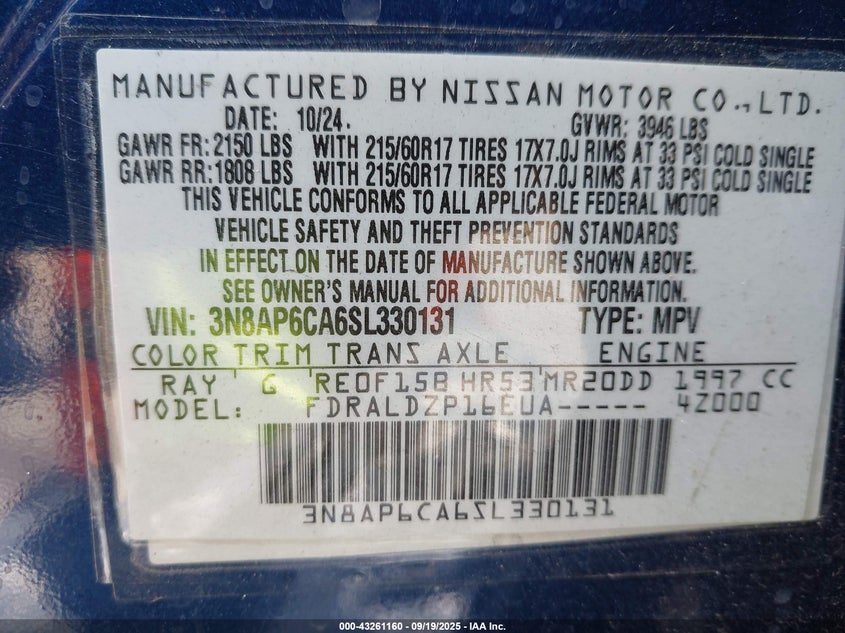 MANUFACTURED BY NISSAN MOTOR CO.,LTD.
DATE: 10/24. GVWR: 3946 LBS
GAWR FR: 2150 LBS WITH 215/60R17 TIRES 17X7.0J RIMS AT 33 PSI COLD SINGLE
GAWR RR: 1808 LBS WITH 215/60R17 TIRES 17X7.0J RIMS AT 33 PSI COLD SINGLE
THIS VEHICLE CONFORMS TO ALL APPLICABLE FEDERAL MOTOR
VEHICLE SAFETY AND THEFT PREVENTION STANDARDS
IN EFFECT ON THE DATE OF MANUFACTURE SHOWN ABOVE.
SEE OWNER'S MANUAL FOR ADDITIONAL INFORMATION.
VIN: 3N8AP6CA6SL330131 TYPE: MPV
COLOR TRIM TRANS AXLE ENGINE
RAY G RE0F15B HR53 MR20DD 1997 CC
MODEL: FDRALDZP16EUA----- 4Z000
3N8AP6CA6SL330131
000-43261160 - 09/19/2025 - IAA Inc.